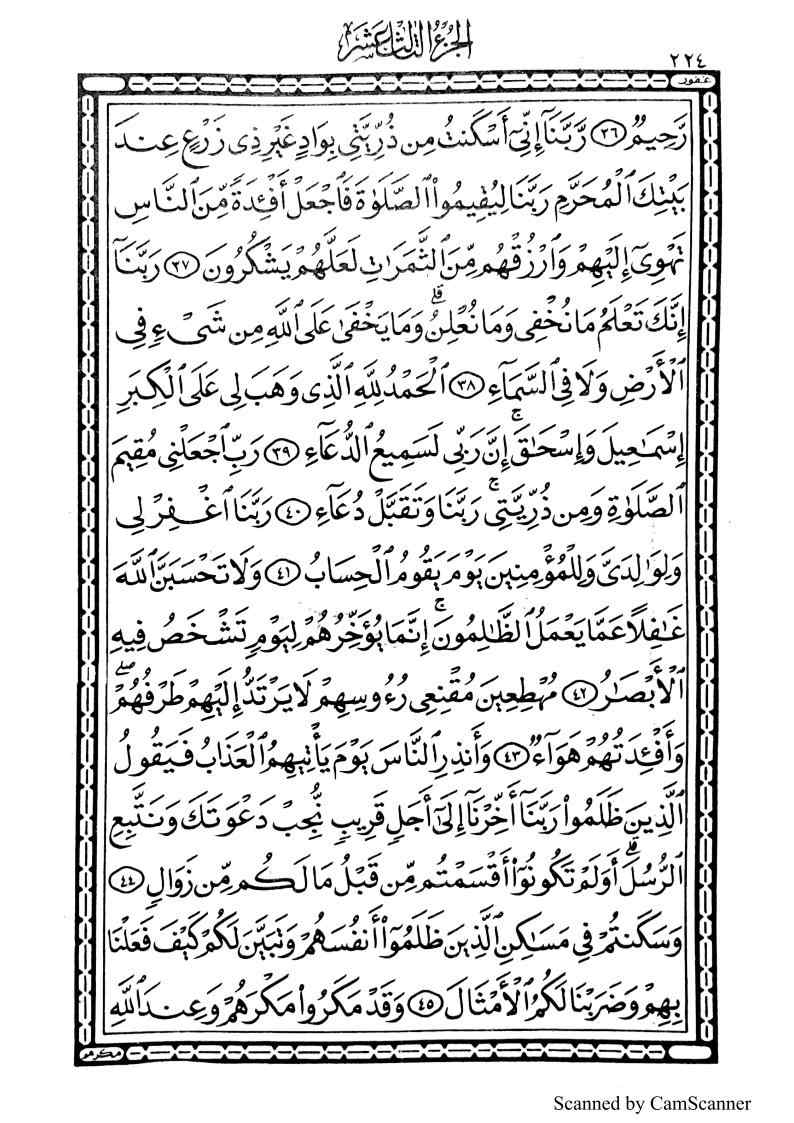 ٢٢٤
الجزء الثالث عشر
غفور
رَّحِيمٌ ﴿٣٦﴾ رَّبَّنَآ إِنِّىٓ أَسْكَنتُ مِن ذُرِّيَّتِى بِوَادٍ غَيْرِ ذِى زَرْعٍ عِندَ
بَيْتِكَ ٱلْمُحَرَّمِ رَبَّنَا لِيُقِيمُوا۟ ٱلصَّلَوٰةَ فَٱجْعَلْ أَفْـِٔدَةً مِّنَ ٱلنَّاسِ
تَهْوِىٓ إِلَيْهِمْ وَٱرْزُقْهُم مِّنَ ٱلثَّمَرَٰتِ لَعَلَّهُمْ يَشْكُرُونَ ﴿٣٧﴾ رَبَّنَآ
إِنَّكَ تَعْلَمُ مَا نُخْفِى وَمَا نُعْلِنُ ۗ وَمَا يَخْفَىٰ عَلَى ٱللَّهِ مِن شَىْءٍ فِى
ٱلْأَرْضِ وَلَا فِى ٱلسَّمَآءِ ﴿٣٨﴾ ٱلْحَمْدُ لِلَّهِ ٱلَّذِى وَهَبَ لِى عَلَى ٱلْكِبَرِ
إِسْمَٰعِيلَ وَإِسْحَٰقَ ۚ إِنَّ رَبِّى لَسَمِيعُ ٱلدُّعَآءِ ﴿٣٩﴾ رَبِّ ٱجْعَلْنِى مُقِيمَ
ٱلصَّلَوٰةِ وَمِن ذُرِّيَّتِى ۚ رَبَّنَا وَتَقَبَّلْ دُعَآءِ ﴿٤٠﴾ رَبَّنَا ٱغْفِرْ لِى
وَلِوَٰلِدَىَّ وَلِلْمُؤْمِنِينَ يَوْمَ يَقُومُ ٱلْحِسَابُ ﴿٤١﴾ وَلَا تَحْسَبَنَّ ٱللَّهَ
غَٰفِلًا عَمَّا يَعْمَلُ ٱلظَّٰلِمُونَ ۚ إِنَّمَا يُؤَخِّرُهُمْ لِيَوْمٍ تَشْخَصُ فِيهِ
ٱلْأَبْصَٰرُ ﴿٤٢﴾ مُهْطِعِينَ مُقْنِعِى رُءُوسِهِمْ لَا يَرْتَدُّ إِلَيْهِمْ طَرْفُهُمْ ۖ
وَأَفْـِٔدَتُهُمْ هَوَآءٌ ﴿٤٣﴾ وَأَنذِرِ ٱلنَّاسَ يَوْمَ يَأْتِيهِمُ ٱلْعَذَابُ فَيَقُولُ
ٱلَّذِينَ ظَلَمُوا۟ رَبَّنَآ أَخِّرْنَآ إِلَىٰٓ أَجَلٍ قَرِيبٍ نُّجِبْ دَعْوَتَكَ وَنَتَّبِعِ
ٱلرُّسُلَ ۗ أَوَلَمْ تَكُونُوٓا۟ أَقْسَمْتُم مِّن قَبْلُ مَا لَكُم مِّن زَوَالٍ ﴿٤٤﴾
وَسَكَنتُمْ فِى مَسَٰكِنِ ٱلَّذِينَ ظَلَمُوٓا۟ أَنفُسَهُمْ وَتَبَيَّنَ لَكُمْ كَيْفَ فَعَلْنَا
بِهِمْ وَضَرَبْنَا لَكُمُ ٱلْأَمْثَالَ ﴿٤٥﴾ وَقَدْ مَكَرُوا۟ مَكْرَهُمْ وَعِندَ ٱللَّهِ
مكرهم
Scanned by CamScanner